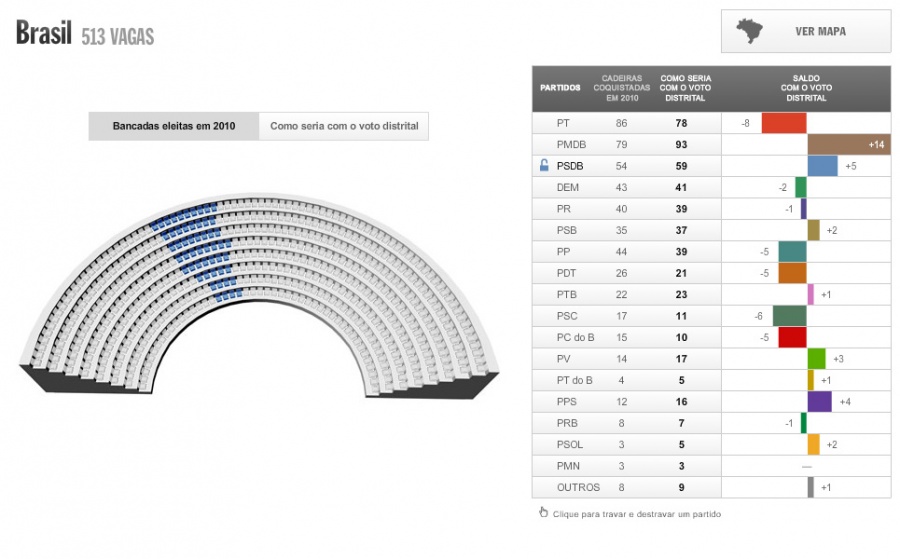 Brasil 513 VAGAS
VER MAPA
Bancadas eleitas em 2010 Como seria com o voto distrital
PARTIDOS CADEIRAS COQUISTADAS EM 2010 COMO SERIA COM O VOTO DISTRITAL SALDO COM O VOTO DISTRITAL
PT 86 78 -8
PMDB 79 93 +14
PSDB 54 59 +5
DEM 43 41 -2
PR 40 39 -1
PSB 35 37 +2
PP 44 39 -5
PDT 26 21 -5
PTB 22 23 +1
PSC 17 11 -6
PC do B 15 10 -5
PV 14 17 +3
PT do B 4 5 +1
PPS 12 16 +4
PRB 8 7 -1
PSOL 3 5 +2
PMN 3 3 —
OUTROS 8 9 +1
Clique para travar e destravar um partido